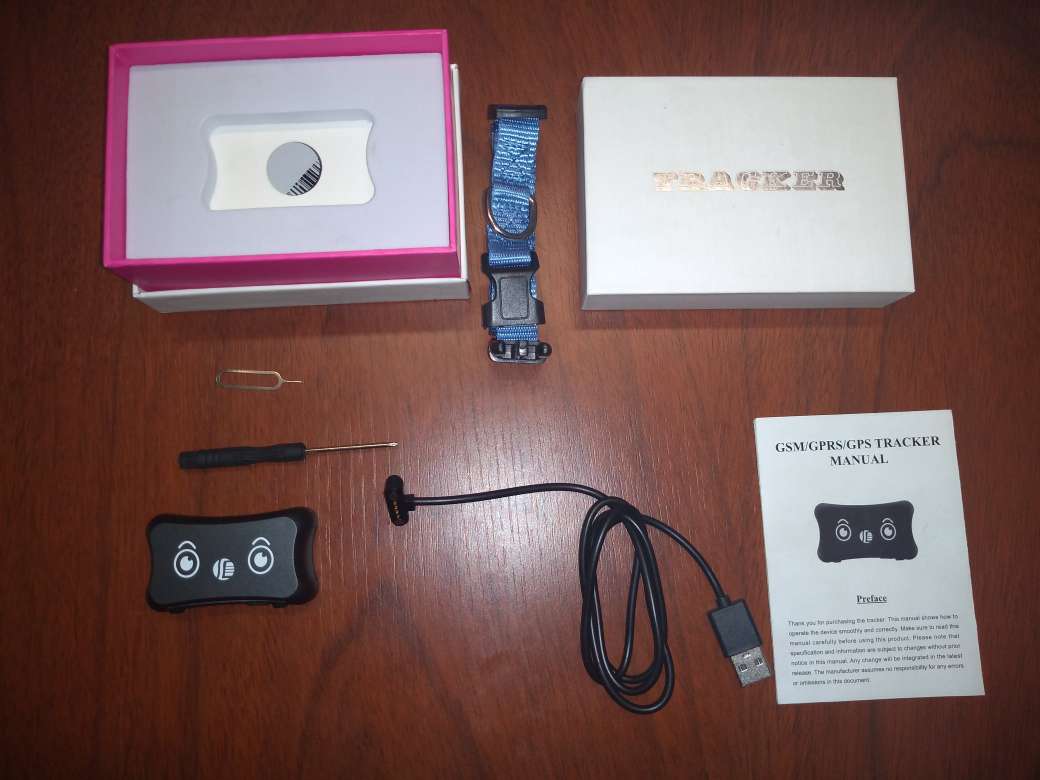 TRACKER
GSM/GPRS/GPS TRACKER
MANUAL
Preface
Thank you for purchasing the tracker. This manual shows how to
operate the device smoothly and correctly. Make sure to read this
manual carefully before using this product. Please note that
specification and information are subject to changes without prior
notice in this manual. Any change will be integrated in the latest
release. The manufacturer assumes no responsibility for any errors
or omissions in this document.